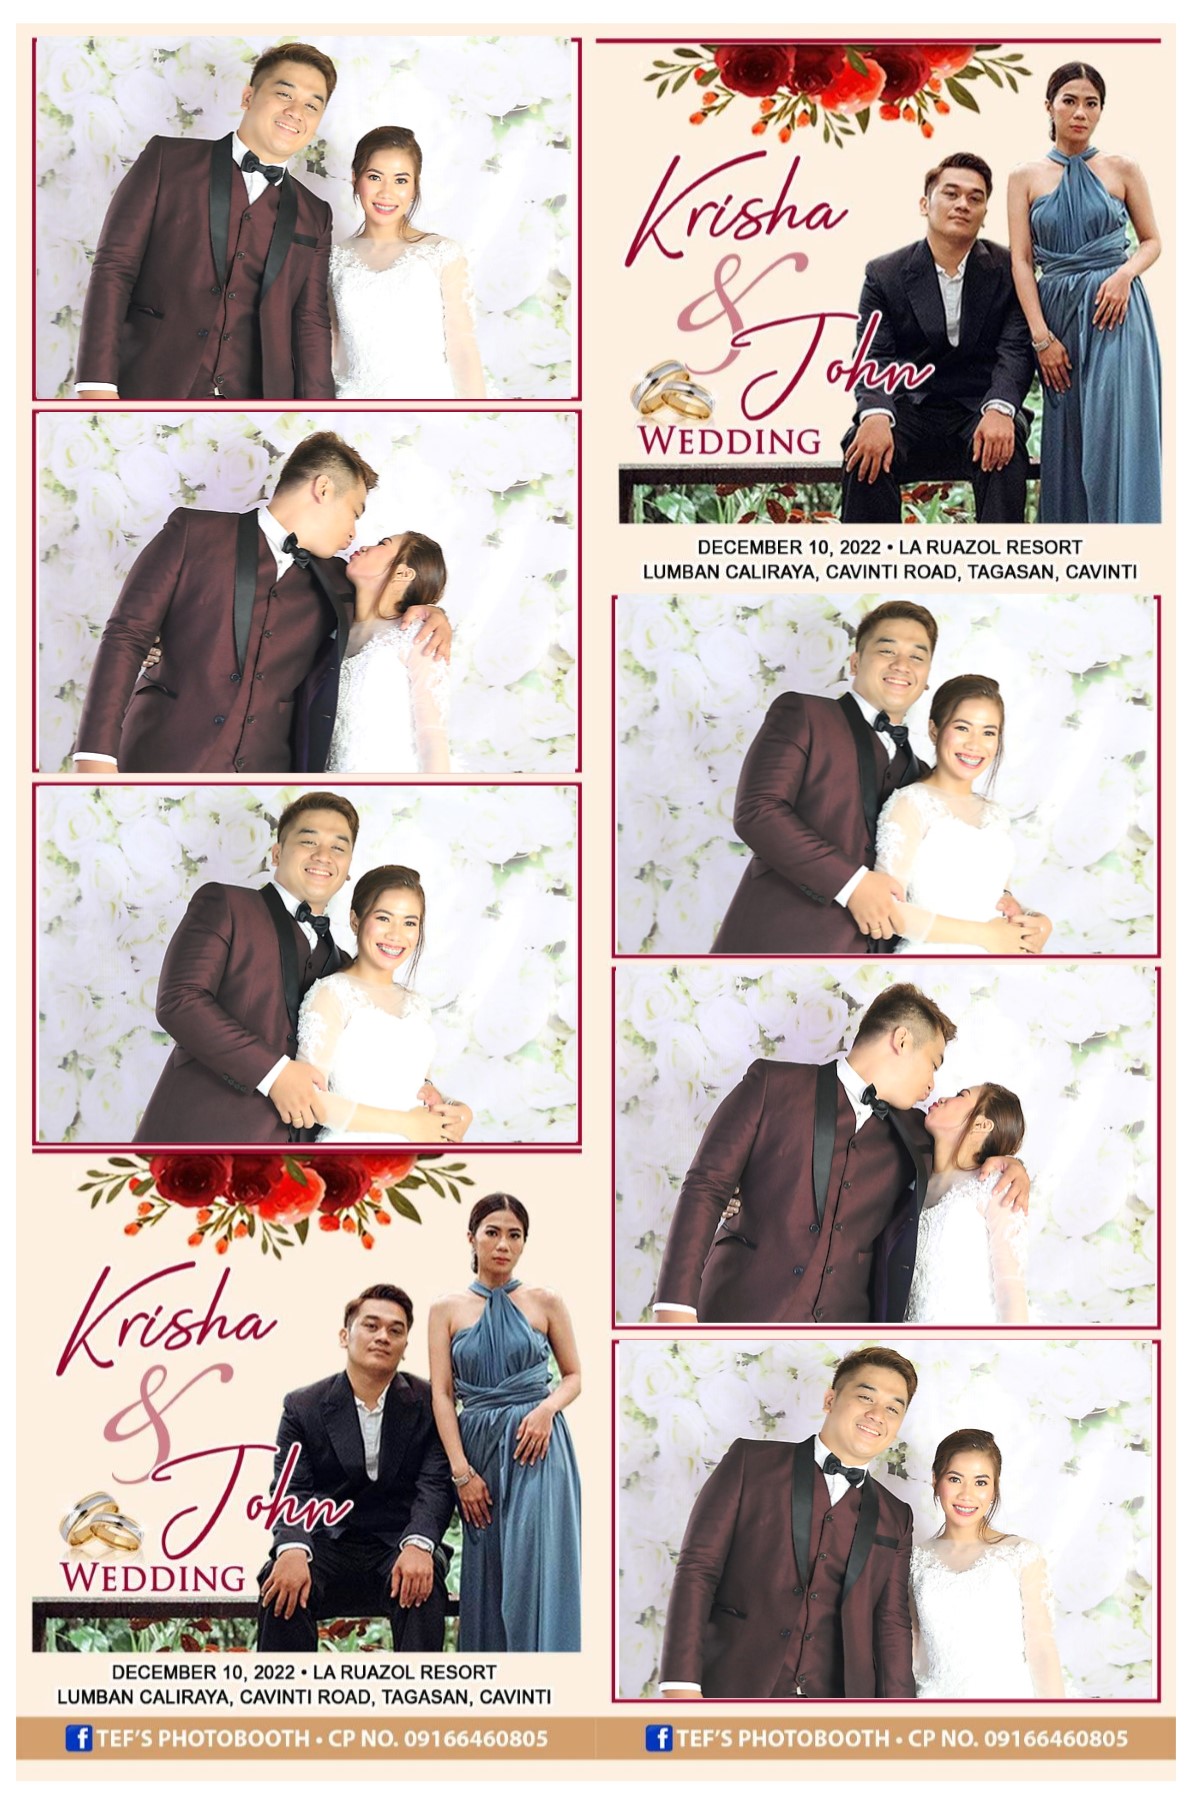 Krisha
&
John
WEDDING
DECEMBER 10, 2022 • LA RUAZOL RESORT
LUMBAN CALIRAYA, CAVINTI ROAD, TAGASAN, CAVINTI
f TEF'S PHOTOBOOTH • CP NO. 09166460805
Krisha
&
John
WEDDING
DECEMBER 10, 2022 • LA RUAZOL RESORT
LUMBAN CALIRAYA, CAVINTI ROAD, TAGASAN, CAVINTI
f TEF'S PHOTOBOOTH • CP NO. 09166460805